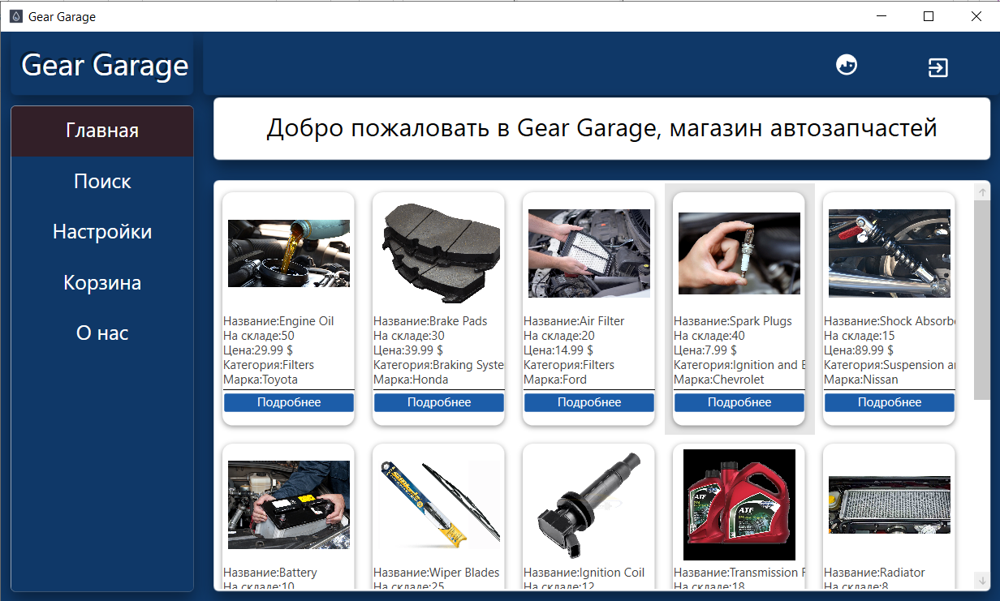 Gear Garage
Gear Garage
Добро пожаловать в Gear Garage, магазин автозапчастей
Главная
Поиск
Настройки
Корзина
О нас
Название:Engine Oil
На складе:50
Цена:29.99 $
Категория:Filters
Марка:Toyota
Подробнее
Название:Brake Pads
На складе:30
Цена:39.99 $
Категория:Braking Syste
Марка:Honda
Подробнее
Название:Air Filter
На складе:20
Цена:14.99 $
Категория:Filters
Марка:Ford
Подробнее
Название:Spark Plugs
На складе:40
Цена:7.99 $
Категория:Ignition and E
Марка:Chevrolet
Подробнее
Название:Shock Absorb
На складе:15
Цена:89.99 $
Категория:Suspension a
Марка:Nissan
Подробнее
Название:Battery
На складе:10
Название:Wiper Blades
На складе:25
Название:Ignition Coil
На складе:12
ATF
ATF
Название:Transmission F
На складе:18
Название:Radiator
На складе:8